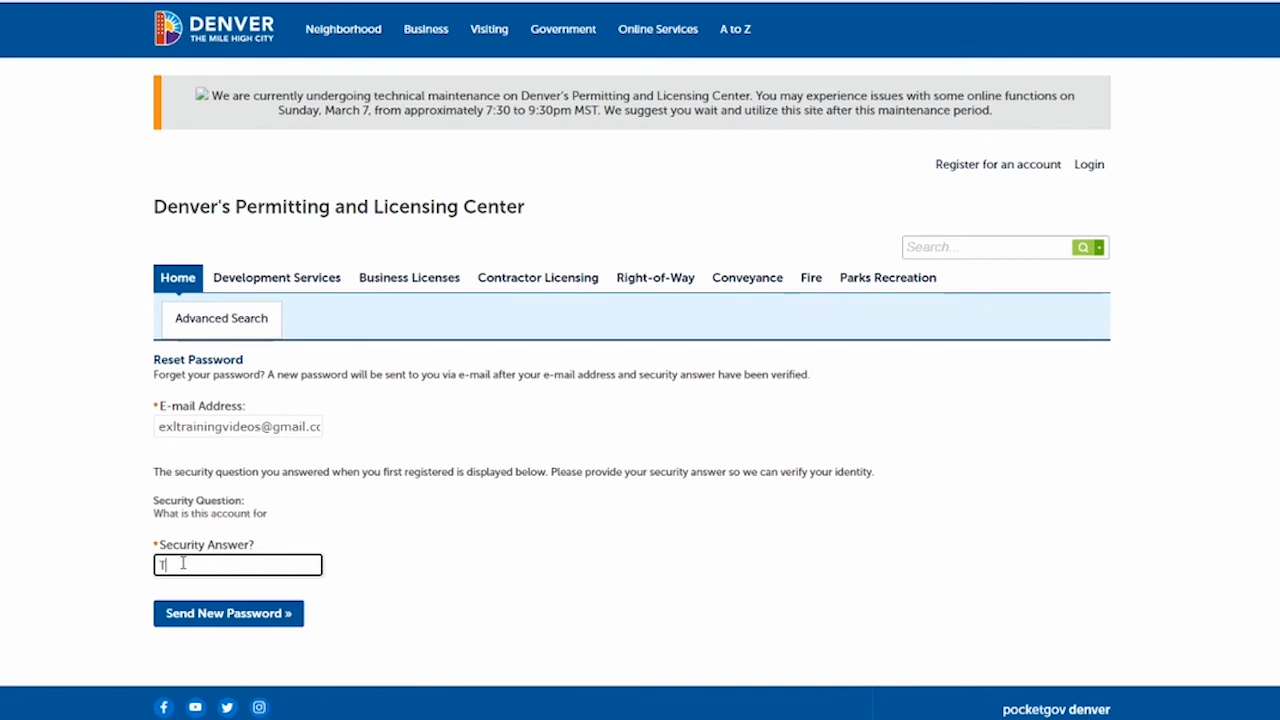 DENVER
THE MILE HIGH CITY
Neighborhood Business Visiting Government Online Services A to Z
We are currently undergoing technical maintenance on Denver's Permitting and Licensing Center. You may experience issues with some online functions on
Sunday, March 7, from approximately 7:30 to 9:30pm MST. We suggest you wait and utilize this site after this maintenance period.
Register for an account Login
Denver's Permitting and Licensing Center
Search...
Home Development Services Business Licenses Contractor Licensing Right-of-Way Conveyance Fire Parks Recreation
Advanced Search
Reset Password
Forget your password? A new password will be sent to you via e-mail after your e-mail address and security answer have been verified.
*E-mail Address:
exltrainingvideos@gmail.cc
The security question you answered when you first registered is displayed below. Please provide your security answer so we can verify your identity.
Security Question:
What is this account for
*Security Answer?
T
Send New Password »
pocketgov denver